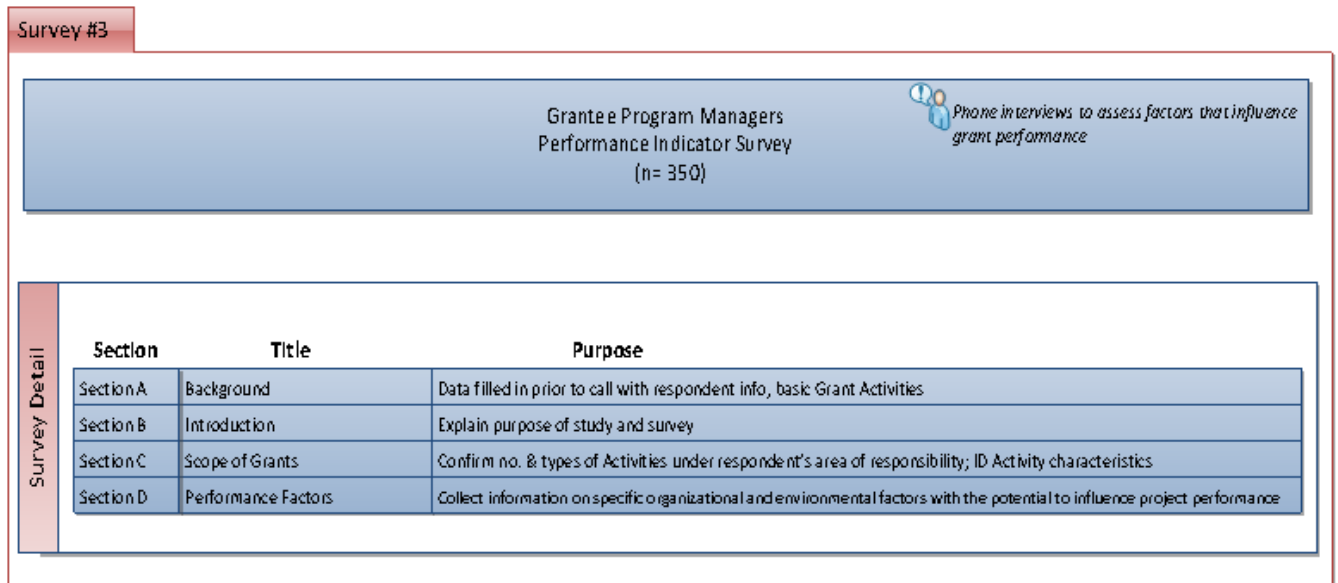 Survey #3
Grantee Program Managers
Performance Indicator Survey
(n= 350)
Phone interviews to assess factors that influence
grant performance
Survey Detail
Section Title Purpose
Section A Background Data filled in prior to call with respondent info, basic Grant Activities
Section B Introduction Explain purpose of study and survey
Section C Scope of Grants Confirm no. & types of Activities under respondent's area of responsibility; ID Activity characteristics
Section D Performance Factors Collect information on specific organizational and environmental factors with the potential to influence project performance